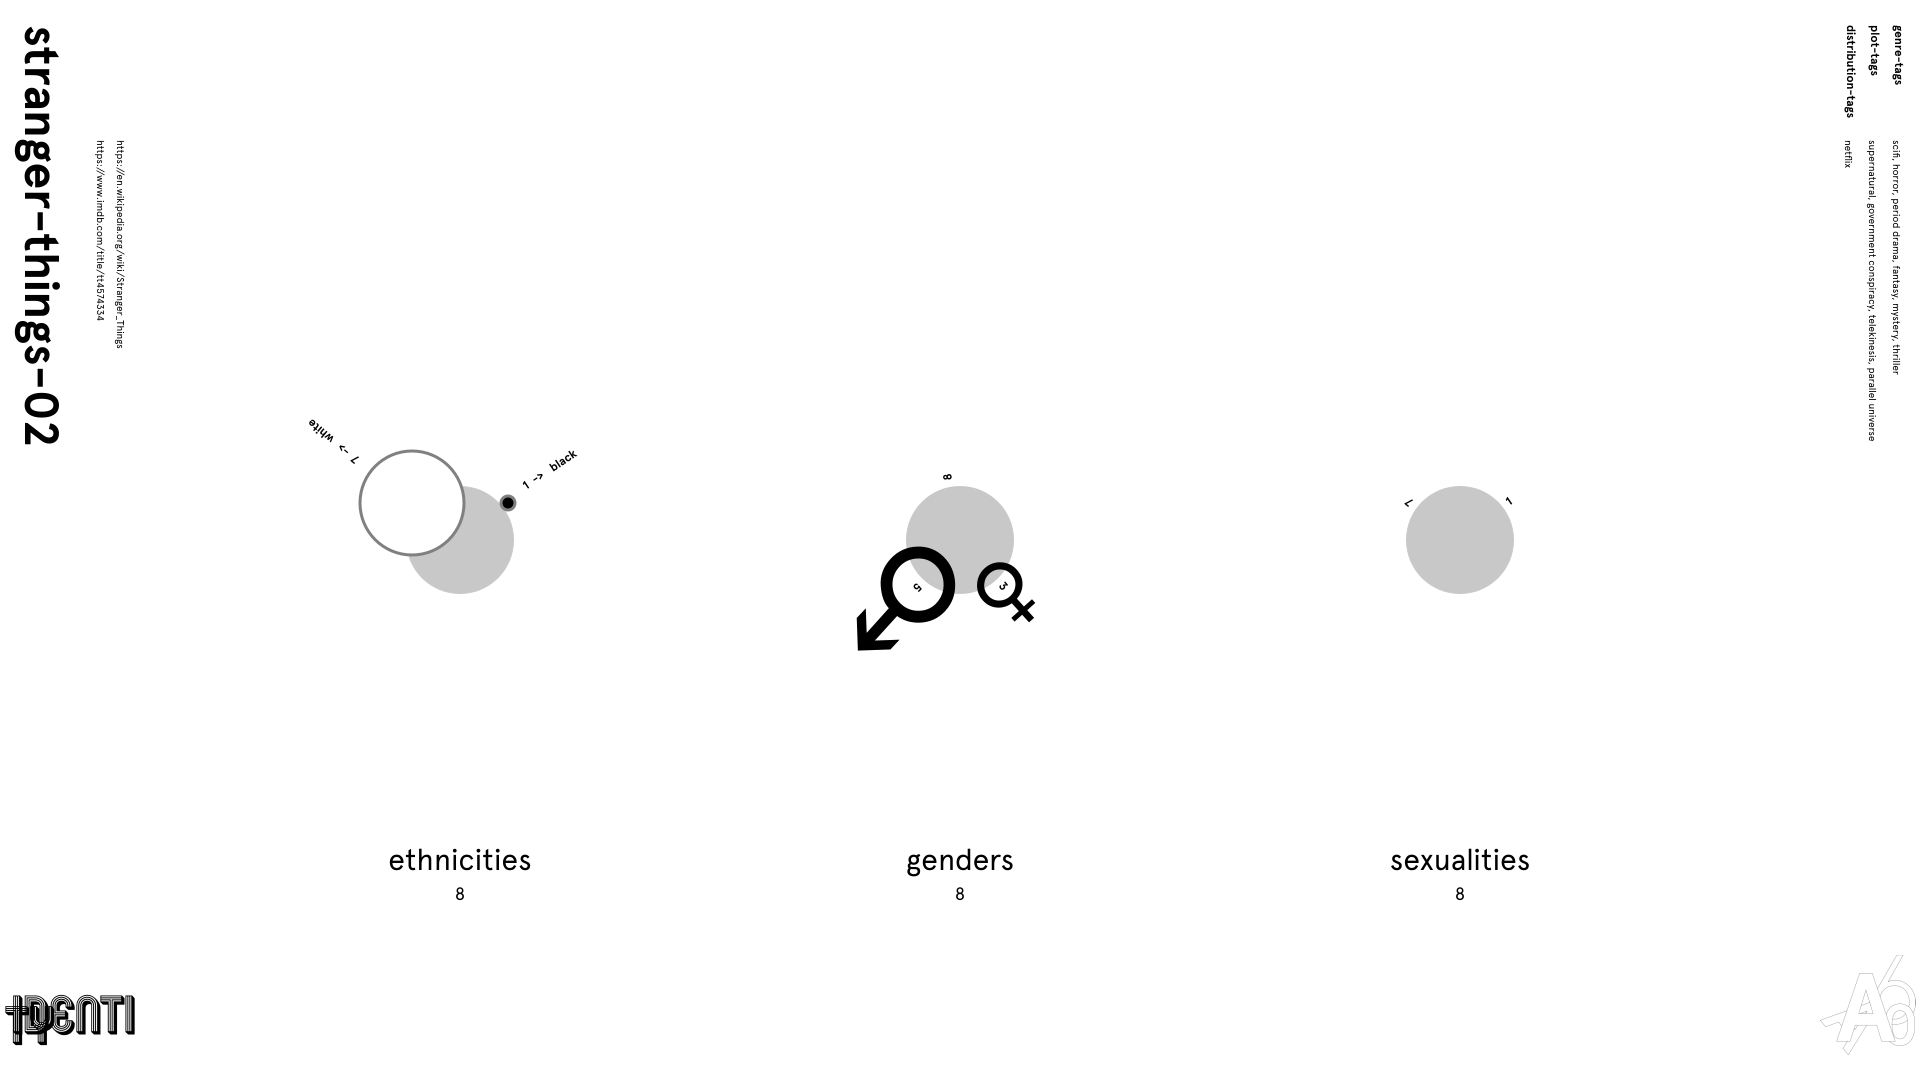 stranger-things-02
https://en.wikipedia.org/wiki/Stranger_Things
https://www.imdb.com/title/tt4574334
genre-tags scifi, horror, period drama, fantasy, mystery, thriller
plot-tags supernatural, government conspiracy, telekinesis, parallel universe
distribution-tags netflix
7 -> white
1 -> black
8
5
3
7
1
ethnicities
8
genders
8
sexualities
8
IDENTI